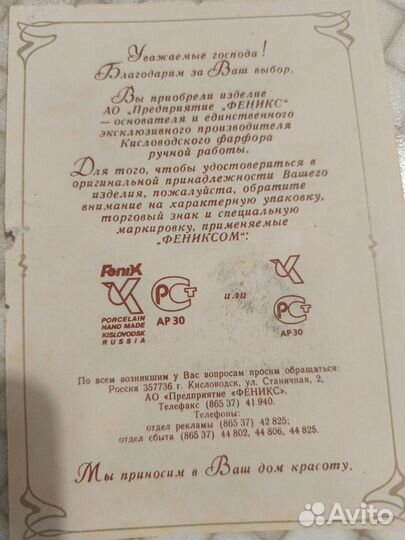 Уважаемые господа!
Благодарим за Ваш выбор.
Вы приобрели изделие
АО „Предприятие „ФЕНИКС“
— основателя и единственного
эксклюзивного производителя
Кисловодского фарфора
ручной работы.
Для того, чтобы удостовериться в
оригинальной принадлежности Вашего
изделия, пожалуйста, обратите
внимание на характерную упаковку,
торговый знак и специальную
маркировку, применяемые
„ФЕНИКСОМ“:
FeniX
PORCELAIN
HAND MADE
KISLOVODSK
RUSSIA
РСТ
АР 30
или
РСТ
АР 30
По всем возникшим у Вас вопросам просим обращаться:
Россия 357736 г. Кисловодск, ул. Станичная, 2,
АО «Предприятие «ФЕНИКС».
Телефакс (865 37) 41 940.
Телефоны:
отдел рекламы (865 37) 42 825;
отдел сбыта (865 37) 44 802, 44 806, 44 825.
Мы приносим в Ваш дом красоту.
Avito